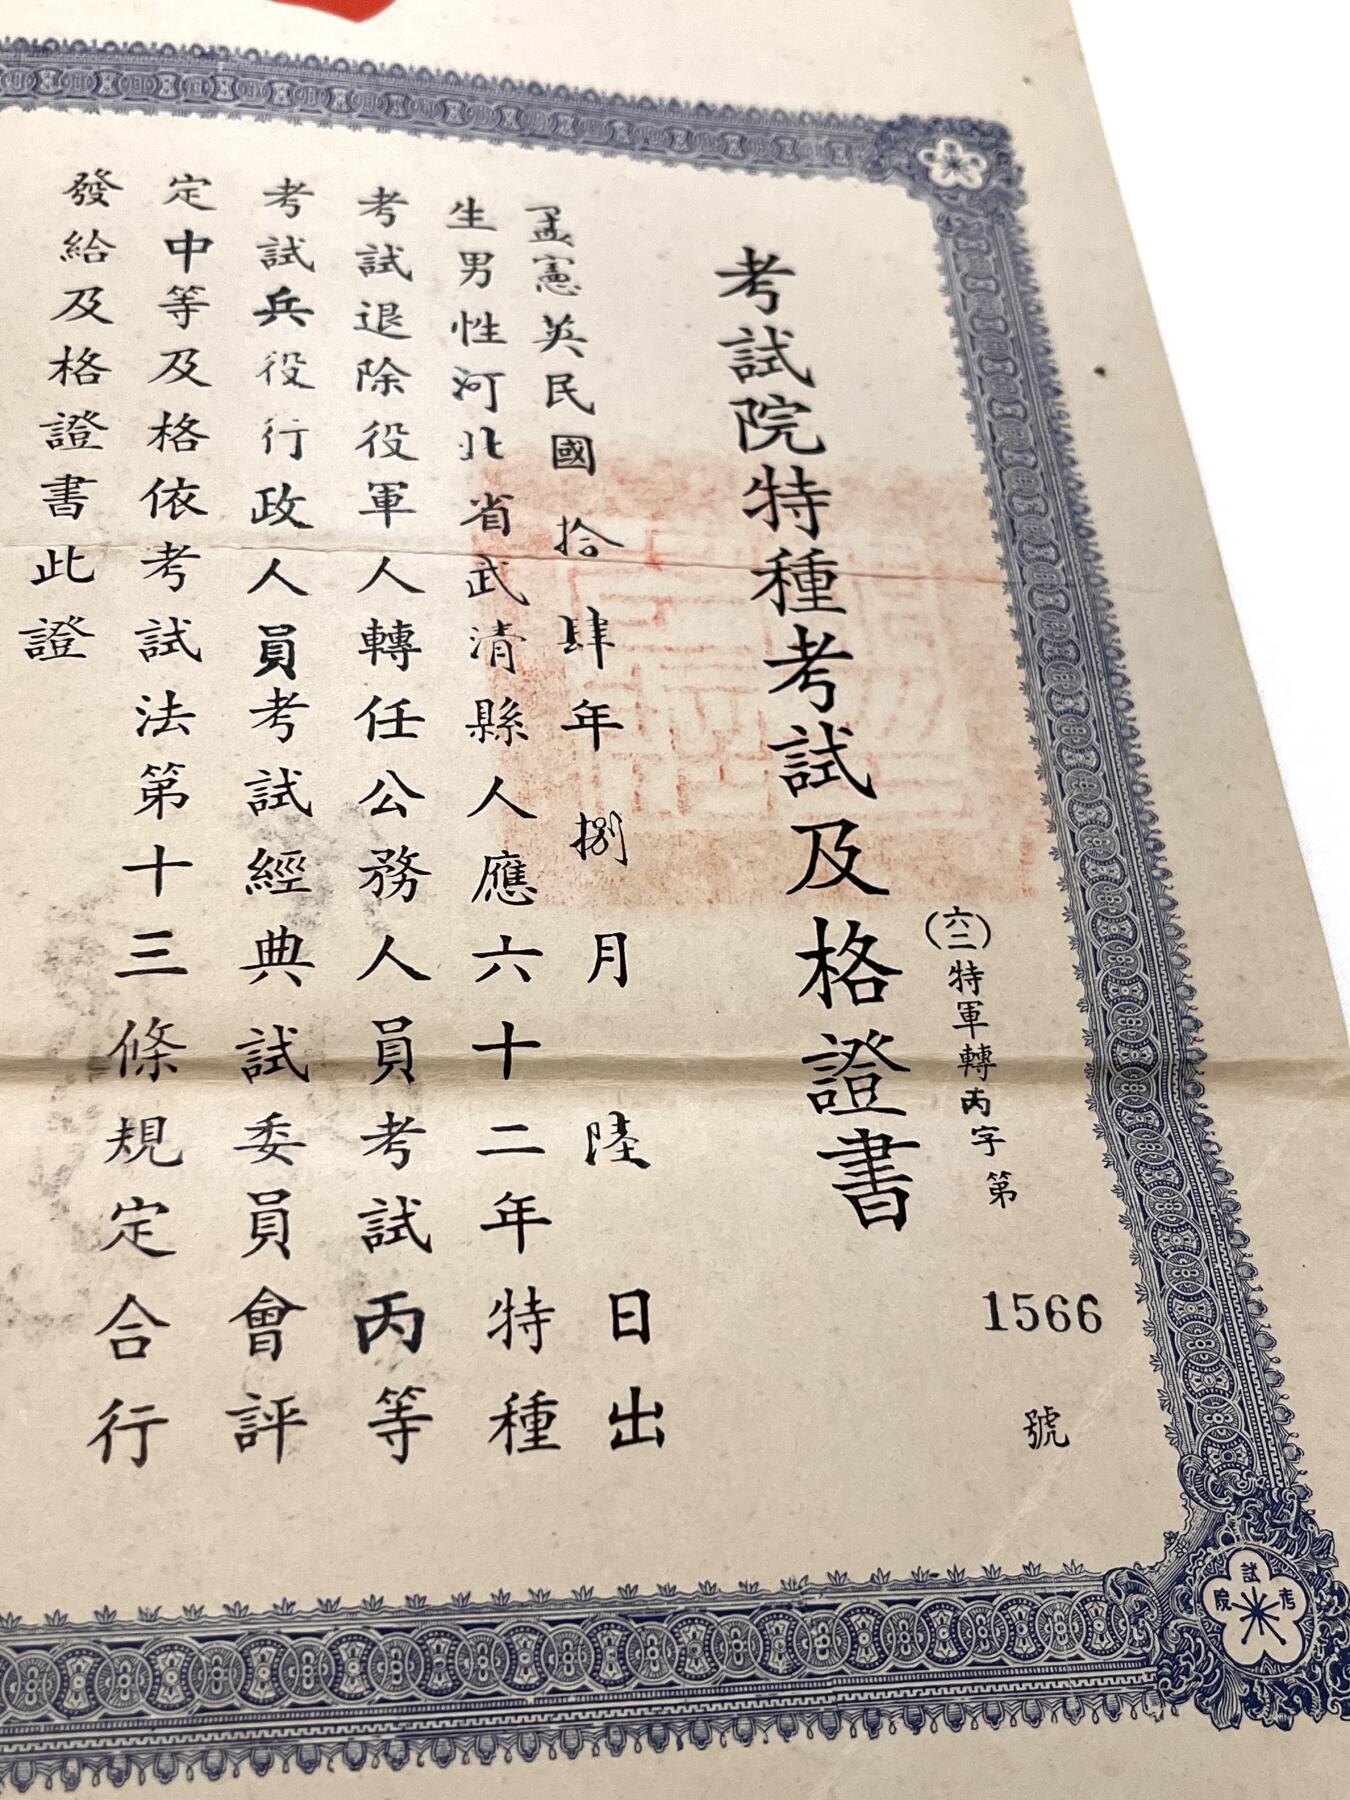 (六二)特軍轉丙字第 1566 號
考試院特種考試及格證書
孟憲英民國拾肆年捌月陸日出
生男性河北省武清縣人應六十二年特種
考試退除役軍人轉任公務人員考試丙等
考試兵役行政人員考試經典試委員會評
定中等及格依考試法第十三條規定合行
發給及格證書此證
考試院